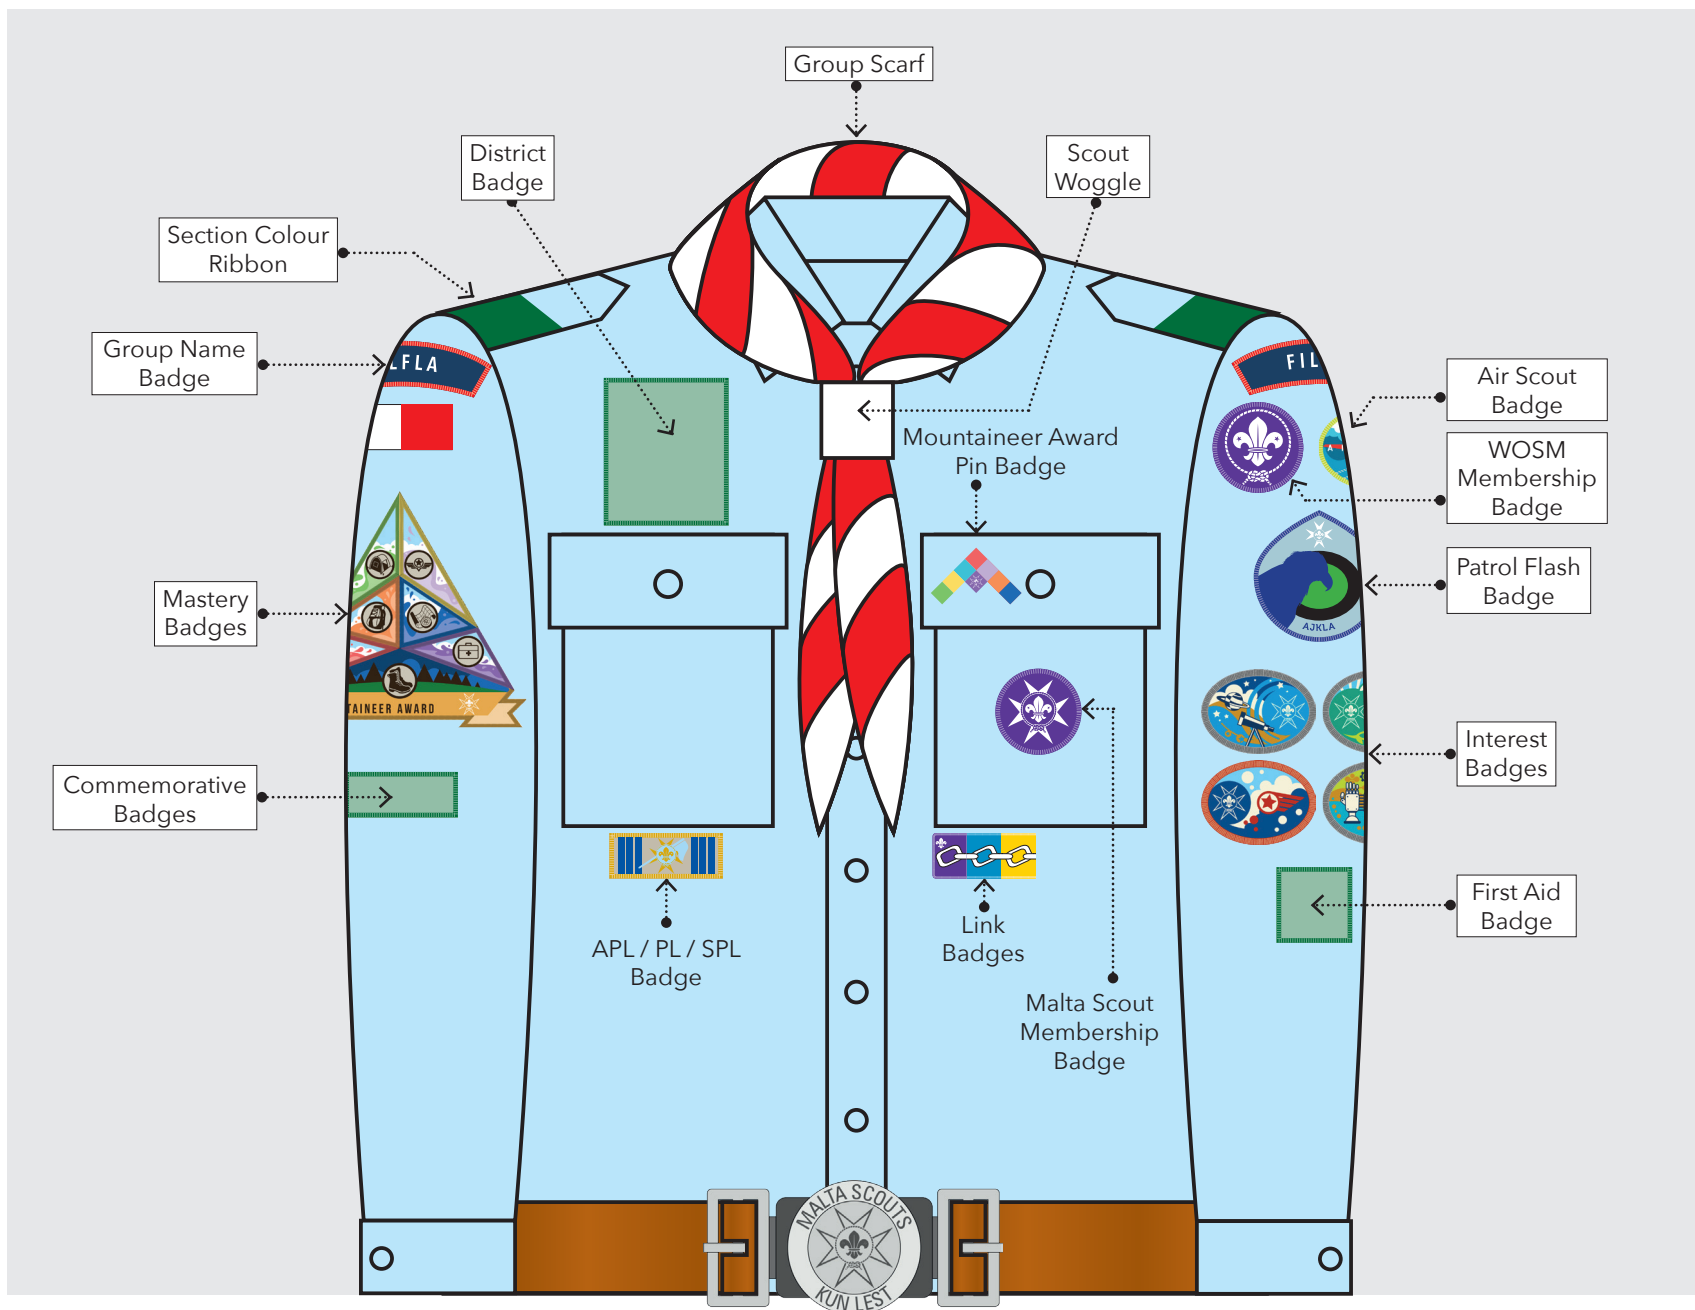 Group Scarf
District
Badge
Scout
Woggle
Section Colour
Ribbon
Group Name
Badge
LFLA
FIL
Air Scout
Badge
Mountaineer Award
Pin Badge
WOSM
Membership
Badge
Patrol Flash
Badge
Mastery
Badges
AJKLA
TAINEER AWARD
Interest
Badges
Commemorative
Badges
First Aid
Badge
APL / PL / SPL
Badge
Link
Badges
Malta Scout
Membership
Badge
MALTA SCOUTS
KUN LEST